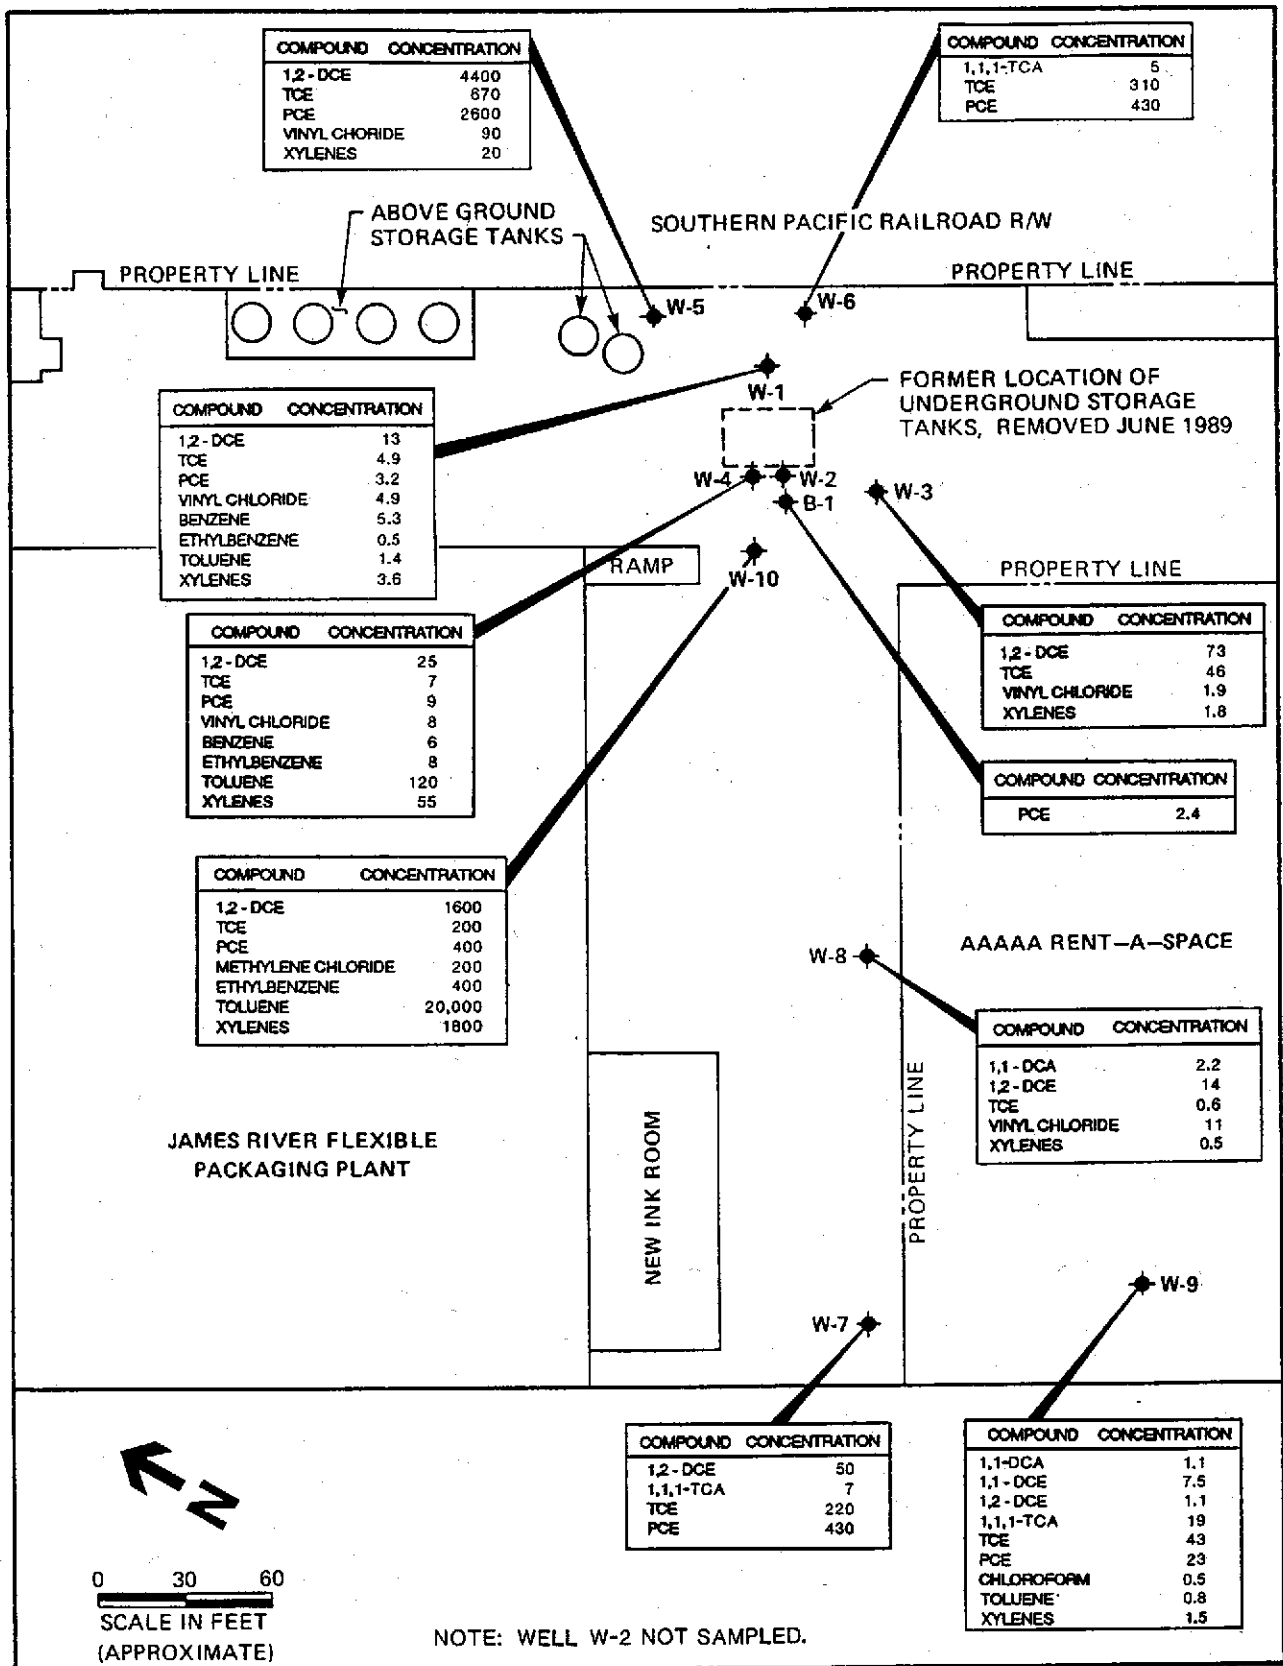 COMPOUND CONCENTRATION
1,2-DCE 4400
TCE 670
PCE 2600
VINYL CHORIDE 90
XYLENES 20
COMPOUND CONCENTRATION
1,1,1-TCA 5
TCE 310
PCE 430
ABOVE GROUND
STORAGE TANKS
SOUTHERN PACIFIC RAILROAD R/W
PROPERTY LINE
PROPERTY LINE
W-5
W-6
W-1
FORMER LOCATION OF
UNDERGROUND STORAGE
TANKS, REMOVED JUNE 1989
COMPOUND CONCENTRATION
1,2-DCE 13
TCE 4.9
PCE 3.2
VINYL CHLORIDE 4.9
BENZENE 5.3
ETHYLBENZENE 0.5
TOLUENE 1.4
XYLENES 3.6
W-4
W-2
B-1
W-3
RAMP
W-10
PROPERTY LINE
COMPOUND CONCENTRATION
1,2-DCE 25
TCE 7
PCE 9
VINYL CHLORIDE 8
BENZENE 6
ETHYLBENZENE 8
TOLUENE 120
XYLENES 55
COMPOUND CONCENTRATION
1,2-DCE 73
TCE 46
VINYL CHLORIDE 1.9
XYLENES 1.8
COMPOUND CONCENTRATION
PCE 2.4
COMPOUND CONCENTRATION
1,2-DCE 1600
TCE 200
PCE 400
METHYLENE CHLORIDE 200
ETHYLBENZENE 400
TOLUENE 20,000
XYLENES 1800
AAAAA RENT-A-SPACE
W-8
COMPOUND CONCENTRATION
1,1-DCA 2.2
1,2-DCE 14
TCE 0.6
VINYL CHLORIDE 11
XYLENES 0.5
JAMES RIVER FLEXIBLE
PACKAGING PLANT
NEW INK ROOM
PROPERTY LINE
W-9
W-7
COMPOUND CONCENTRATION
1,2-DCE 50
1,1,1-TCA 7
TCE 220
PCE 430
COMPOUND CONCENTRATION
1,1-DCA 1.1
1,1-DCE 7.5
1,2-DCE 1.1
1,1,1-TCA 19
TCE 43
PCE 23
CHLOROFORM 0.5
TOLUENE 0.8
XYLENES 1.5
N
0 30 60
SCALE IN FEET
(APPROXIMATE)
NOTE: WELL W-2 NOT SAMPLED.